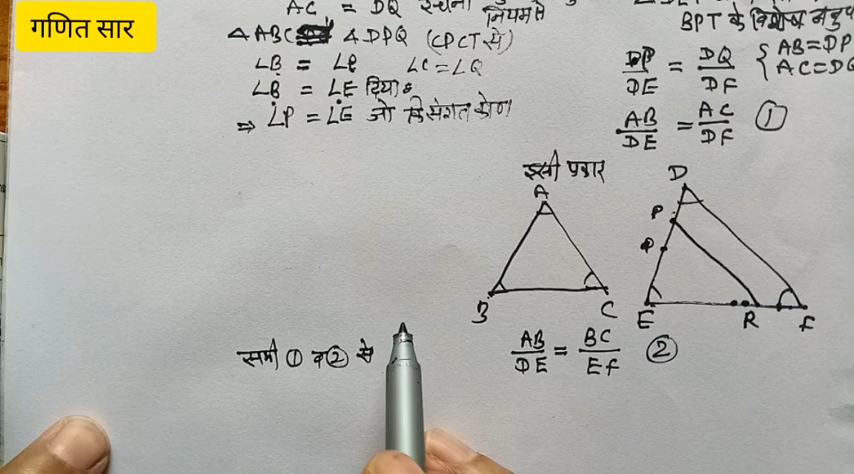 गणित सार
AC = DQ रचना
नियम से
△ABC △DPQ (CPCT से)
∠B = ∠P ∠C = ∠Q
∠B = ∠E दिया है
⇒ ∠P = ∠E जो कि संगत कोण
BPT के विलोम
DP/DE = DQ/DF { AB=DP
AC=DQ
AB/DE = AC/DF ①
इसी प्रकार
A
D
P
Q
B
C
E
R
F
समी ① व ② से
AB/DE = BC/EF ②